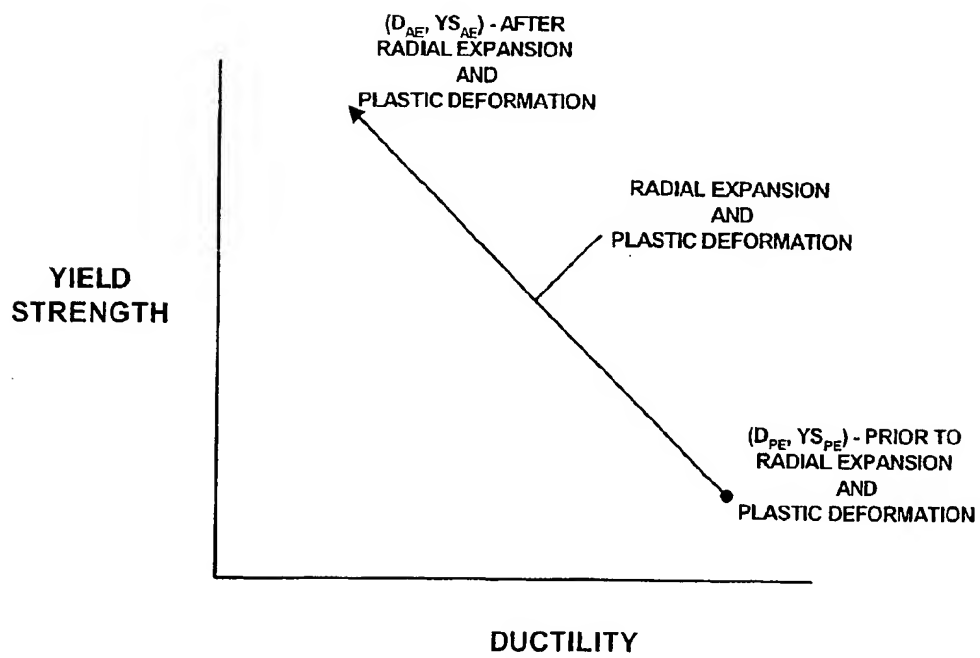 (D_AE, YS_AE) - AFTER
RADIAL EXPANSION
AND
PLASTIC DEFORMATION
RADIAL EXPANSION
AND
PLASTIC DEFORMATION
YIELD
STRENGTH
(D_PE, YS_PE) - PRIOR TO
RADIAL EXPANSION
AND
PLASTIC DEFORMATION
DUCTILITY